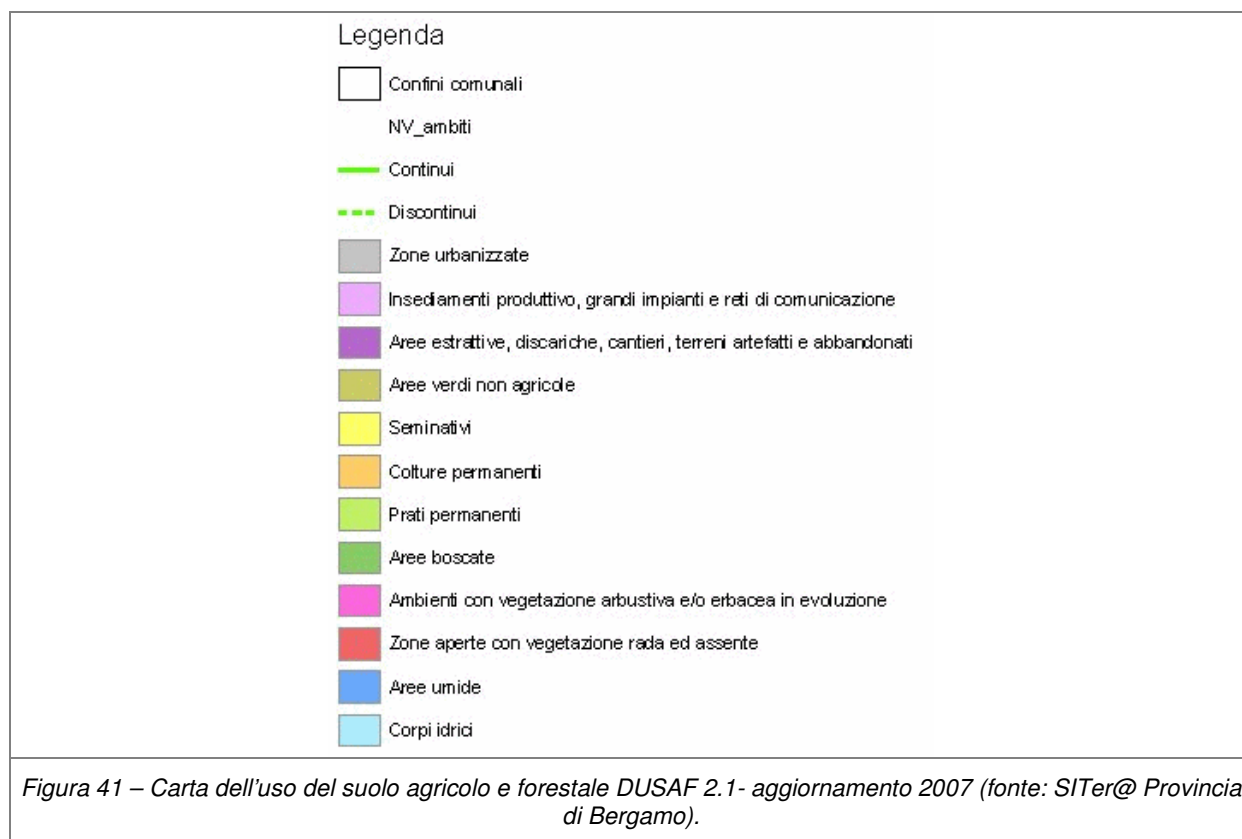 Legenda
Confini comunali
NV_ambiti
Continui
Discontinui
Zone urbanizzate
Insediamenti produttivo, grandi impianti e reti di comunicazione
Aree estrattive, discariche, cantieri, terreni artefatti e abbandonati
Aree verdi non agricole
Seminativi
Colture permanenti
Prati permanenti
Aree boscate
Ambienti con vegetazione arbustiva e/o erbacea in evoluzione
Zone aperte con vegetazione rada ed assente
Aree umide
Corpi idrici
Figura 41 – Carta dell'uso del suolo agricolo e forestale DUSAF 2.1- aggiornamento 2007 (fonte: SITer@ Provincia
di Bergamo).